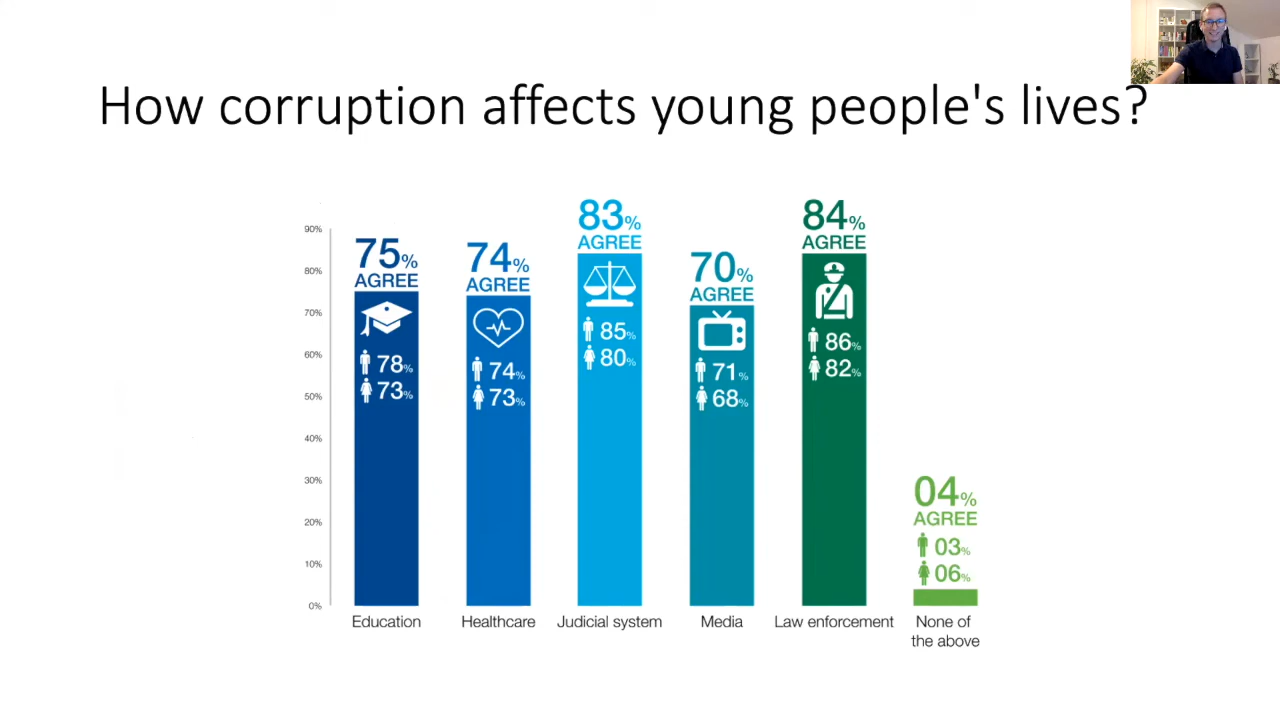 How corruption affects young people's lives?
90%
80%
70%
60%
50%
40%
30%
20%
10%
0%
75%
AGREE
78%
73%
Education
74%
AGREE
74%
73%
Healthcare
83%
AGREE
85%
80%
Judicial system
70%
AGREE
71%
68%
Media
84%
AGREE
86%
82%
Law enforcement
04%
AGREE
03%
06%
None of
the above